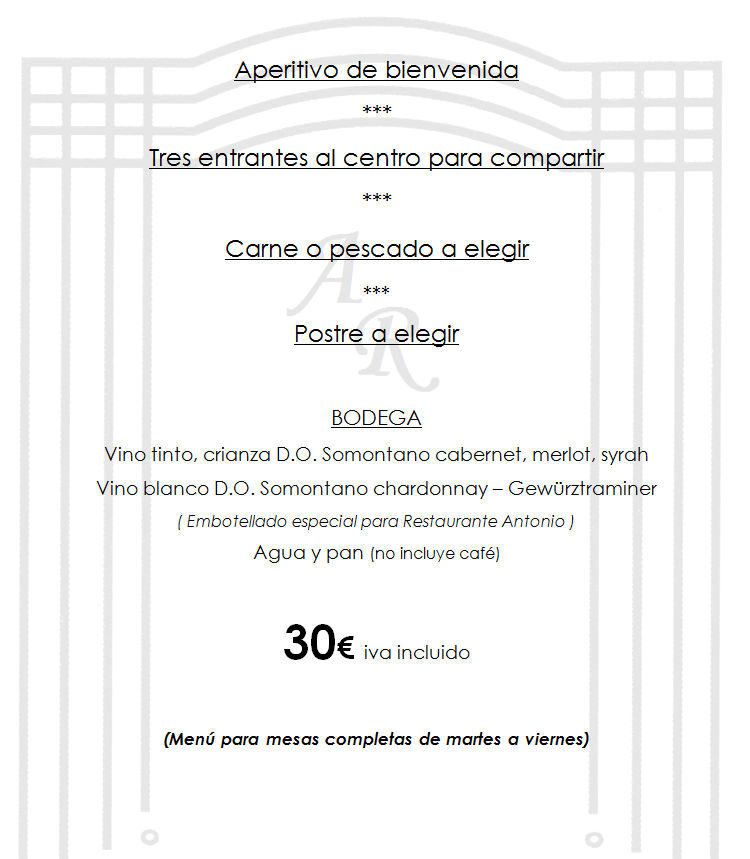 Aperitivo de bienvenida
***
Tres entrantes al centro para compartir
***
Carne o pescado a elegir
***
Postre a elegir
AR
BODEGA
Vino tinto, crianza D.O. Somontano cabernet, merlot, syrah
Vino blanco D.O. Somontano chardonnay – Gewürztraminer
( Embotellado especial para Restaurante Antonio )
Agua y pan (no incluye café)
30€ iva incluido
(Menú para mesas completas de martes a viernes)